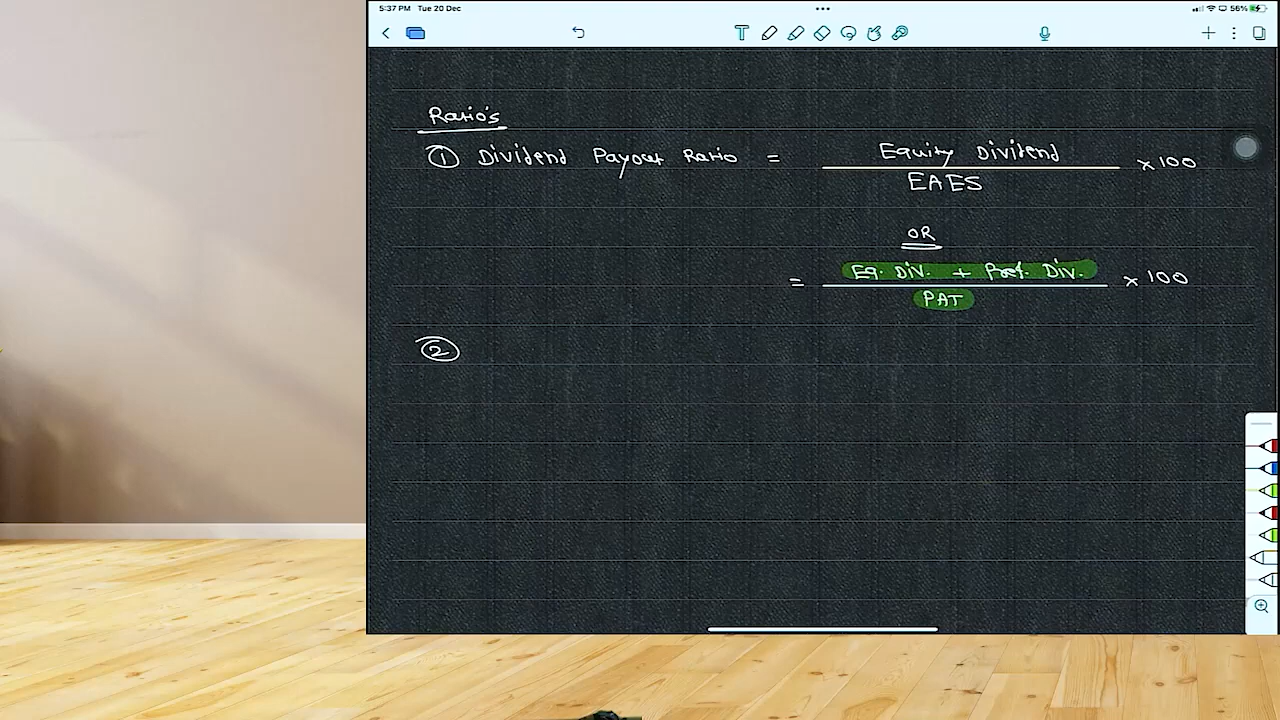 5:37 PM Tue 20 Dec
56%
T
Ratio's
① Dividend Payout Ratio = Equity Dividend / EAES × 100
OR
= Eq. Div. + Pref. Div. / PAT × 100
②